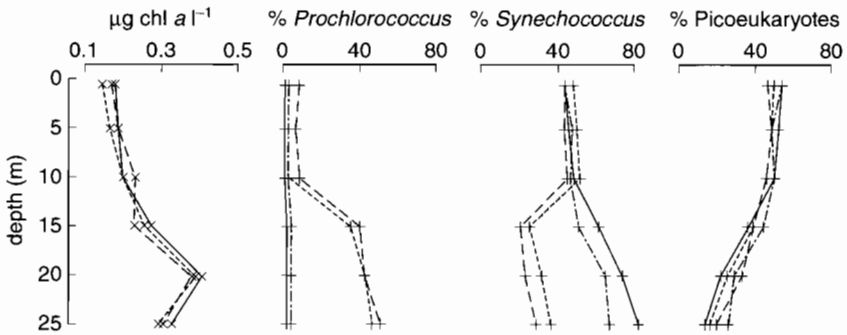 µg chl a l⁻¹
% Prochlorococcus
% Synechococcus
% Picoeukaryotes
0.1 0.3 0.5
0 40 80
0 40 80
0 40 80
depth (m)
0
5
10
15
20
25